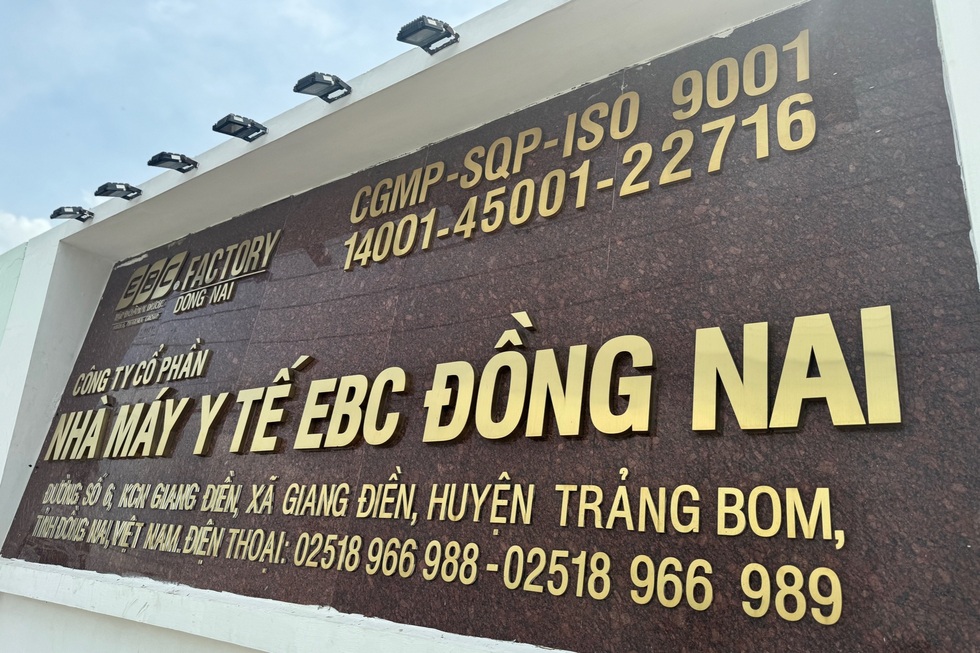 CGMP-SQP-ISO 9001
14001-45001-22716
EBC.FACTORY
DONG NAI
CÔNG TY CỔ PHẦN
NHÀ MÁY Y TẾ EBC ĐỒNG NAI
ĐƯỜNG SỐ 6, KCN GIANG ĐIỀN, XÃ GIANG ĐIỀN, HUYỆN TRẢNG BOM,
TỈNH ĐỒNG NAI, VIỆT NAM. ĐIỆN THOẠI: 02518 966 988 - 02518 966 989